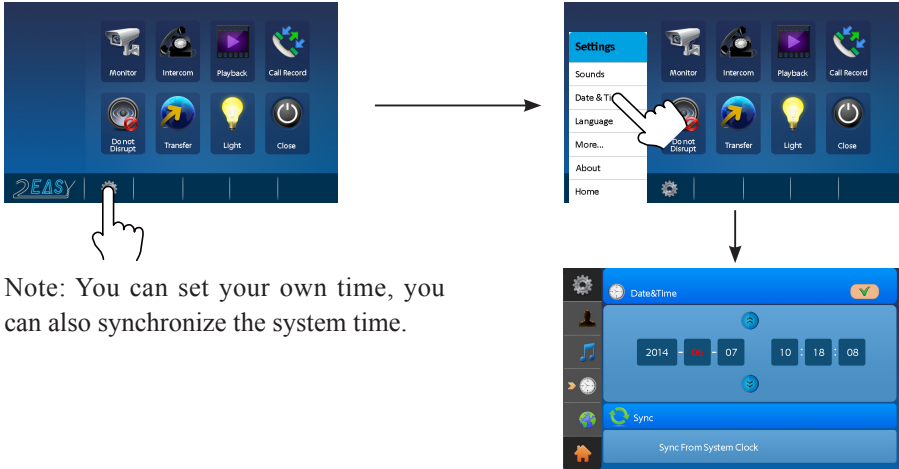 Monitor Intercom Playback Call Record
Do not Disrupt Transfer Light Close
2EASY
Settings
Sounds
Date & Ti
Language
More...
About
Home
Monitor Intercom Playback Call Record
not Disrupt Transfer Light Close
Note: You can set your own time, you
can also synchronize the system time.
Date&Time
2014 - 06 - 07 10 : 18 : 08
Sync
Sync From System Clock